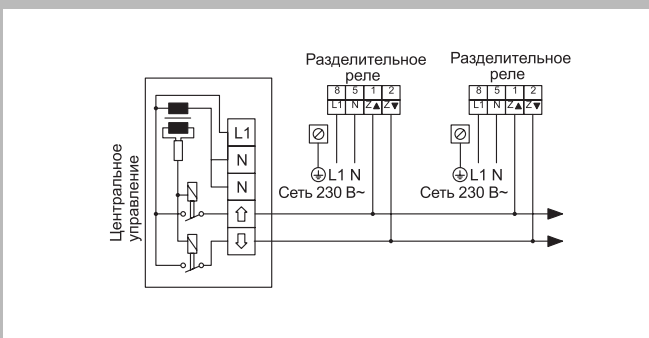 Разделительное
реле
8 5 1 2
L1 N Z▲ Z▼
L1 N
Сеть 230 В~
Разделительное
реле
8 5 1 2
L1 N Z▲ Z▼
L1 N
Сеть 230 В~
Центральное
управление
L1
N
N